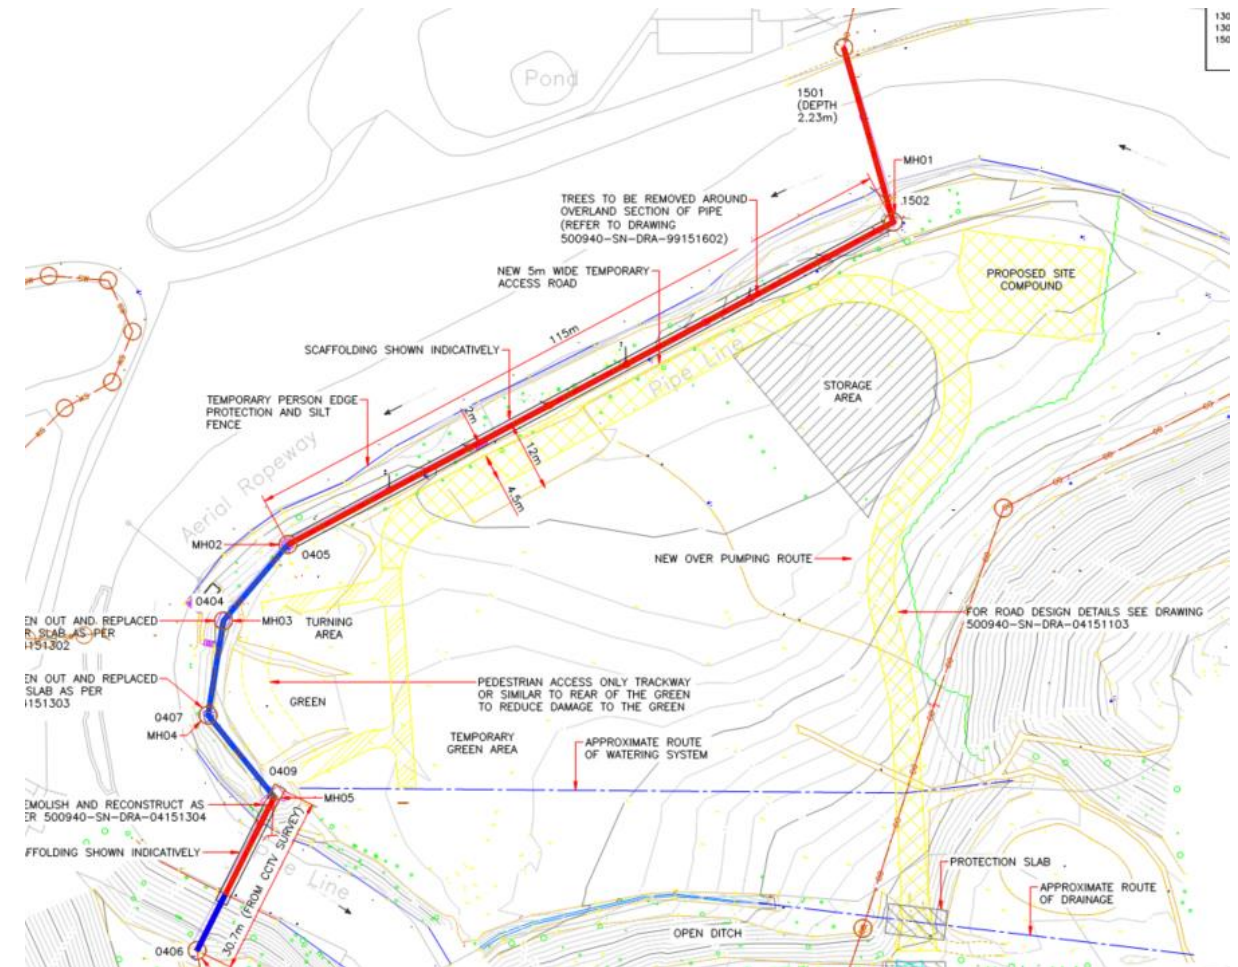 130
130
150
Pond
1501
(DEPTH
2.23m)
MH01
1502
TREES TO BE REMOVED AROUND
OVERLAND SECTION OF PIPE
(REFER TO DRAWING
500940-SN-DRA-99151602)
NEW 5m WIDE TEMPORARY
ACCESS ROAD
PROPOSED SITE
COMPOUND
115m
SCAFFOLDING SHOWN INDICATIVELY
Pipe Line
STORAGE
AREA
TEMPORARY PERSON EDGE
PROTECTION AND SILT
FENCE
2m
12m
4.5m
Aerial Ropeway
MH02
0405
NEW OVER PUMPING ROUTE
0404
EN OUT AND REPLACED
R SLAB AS PER
4151302
MH03
TURNING
AREA
FOR ROAD DESIGN DETAILS SEE DRAWING
500940-SN-DRA-04151103
EN OUT AND REPLACED
SLAB AS PER
4151303
PEDESTRIAN ACCESS ONLY TRACKWAY
OR SIMILAR TO REAR OF THE GREEN
TO REDUCE DAMAGE TO THE GREEN
GREEN
0407
MH04
TEMPORARY
GREEN AREA
APPROXIMATE ROUTE
OF WATERING SYSTEM
0409
MH05
EMOLISH AND RECONSTRUCT AS
ER 500940-SN-DRA-04151304
FFOLDING SHOWN INDICATIVELY
30.7m (FROM CCTV SURVEY)
Line
PROTECTION SLAB
APPROXIMATE ROUTE
OF DRAINAGE
OPEN DITCH
0406